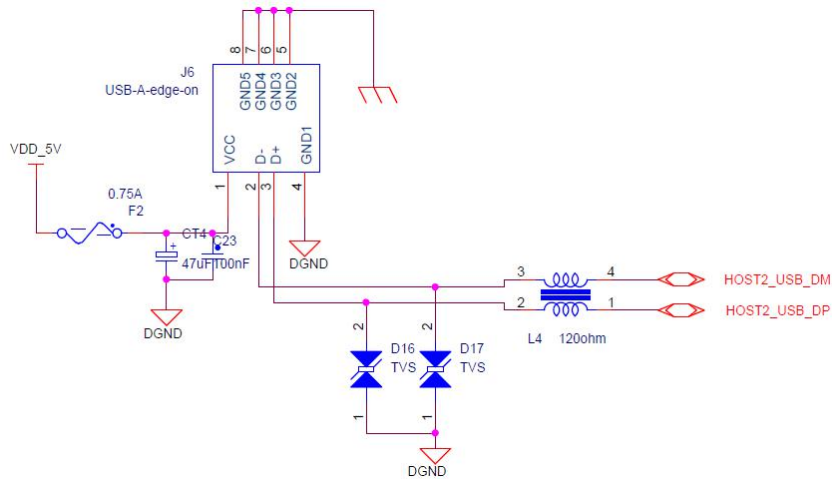 8
7
6
5
J6
USB-A-edge-on
GND5
GND4
GND3
GND2
VCC
D-
D+
GND1
VDD_5V
1
2
3
4
0.75A
F2
CT4
C23
+
47uF
100nF
DGND
DGND
3
4
HOST2_USB_DM
2
1
HOST2_USB_DP
L4 120ohm
2
2
D16
TVS
D17
TVS
1
1
DGND